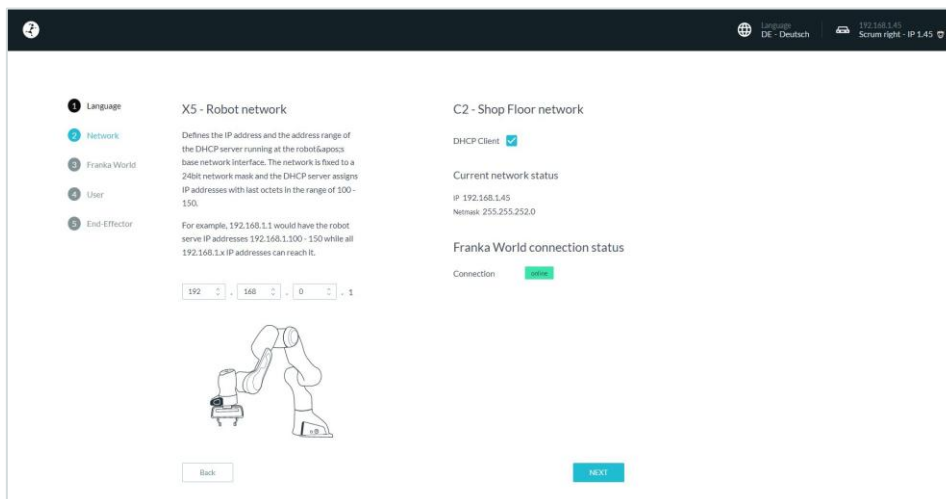 Language
DE - Deutsch
192.168.1.45
Scrum right - IP 1.45
1 Language
2 Network
3 Franka World
4 User
5 End-Effector
X5 - Robot network
Defines the IP address and the address range of
the DHCP server running at the robot&apos;s
base network interface. The network is fixed to a
24bit network mask and the DHCP server assigns
IP addresses with last octets in the range of 100 -
150.
For example, 192.168.1.1 would have the robot
serve IP addresses 192.168.1.100 - 150 while all
192.168.1.x IP addresses can reach it.
192 . 168 . 0 . 1
Back
C2 - Shop Floor network
DHCP Client
Current network status
IP 192.168.1.45
Netmask 255.255.252.0
Franka World connection status
Connection online
NEXT